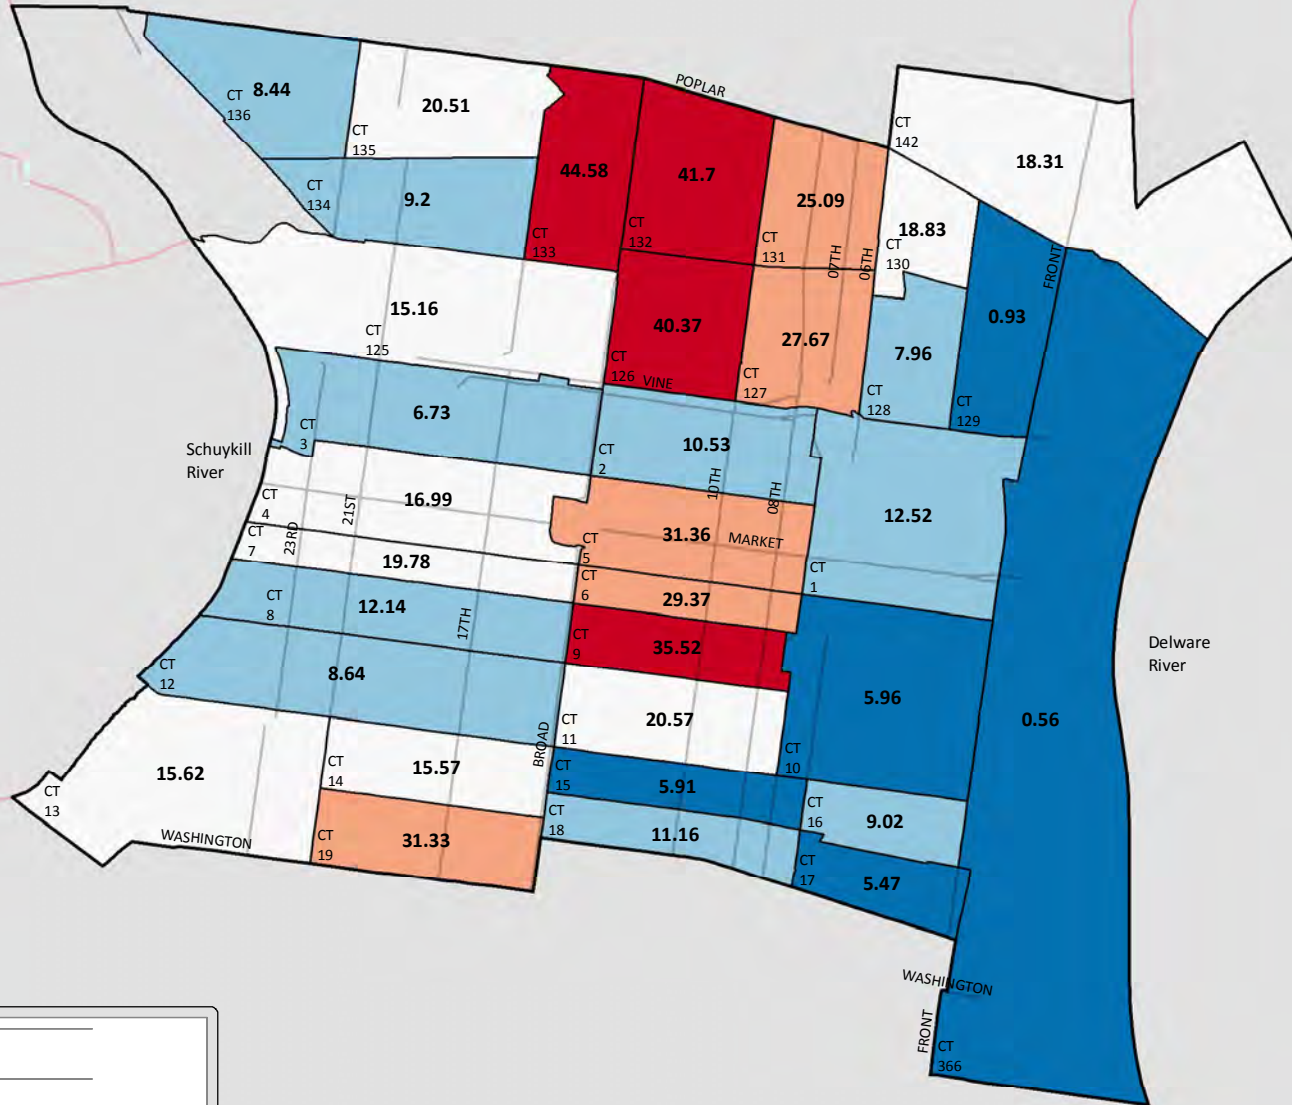 POPLAR
CT
136
8.44
CT
135
20.51
CT
142
18.31
CT
134
9.2
44.58
CT
133
41.7
CT
132
25.09
CT
131
07TH
06TH
18.83
CT
130
FRONT
0.93
CT
129
15.16
CT
125
40.37
CT
126
VINE
27.67
CT
127
7.96
CT
128
6.73
CT
3
10.53
CT
2
10TH
08TH
Schuykill
River
16.99
CT
4
21ST
23RD
12.52
CT
1
31.36
MARKET
CT
5
CT
7
19.78
CT
6
29.37
CT
8
12.14
17TH
CT
9
35.52
Delware
River
CT
12
8.64
5.96
CT
10
0.56
20.57
CT
11
BROAD
15.62
CT
13
CT
14
15.57
CT
15
5.91
CT
16
9.02
WASHINGTON
CT
19
31.33
CT
18
11.16
CT
17
5.47
WASHINGTON
FRONT
CT
366